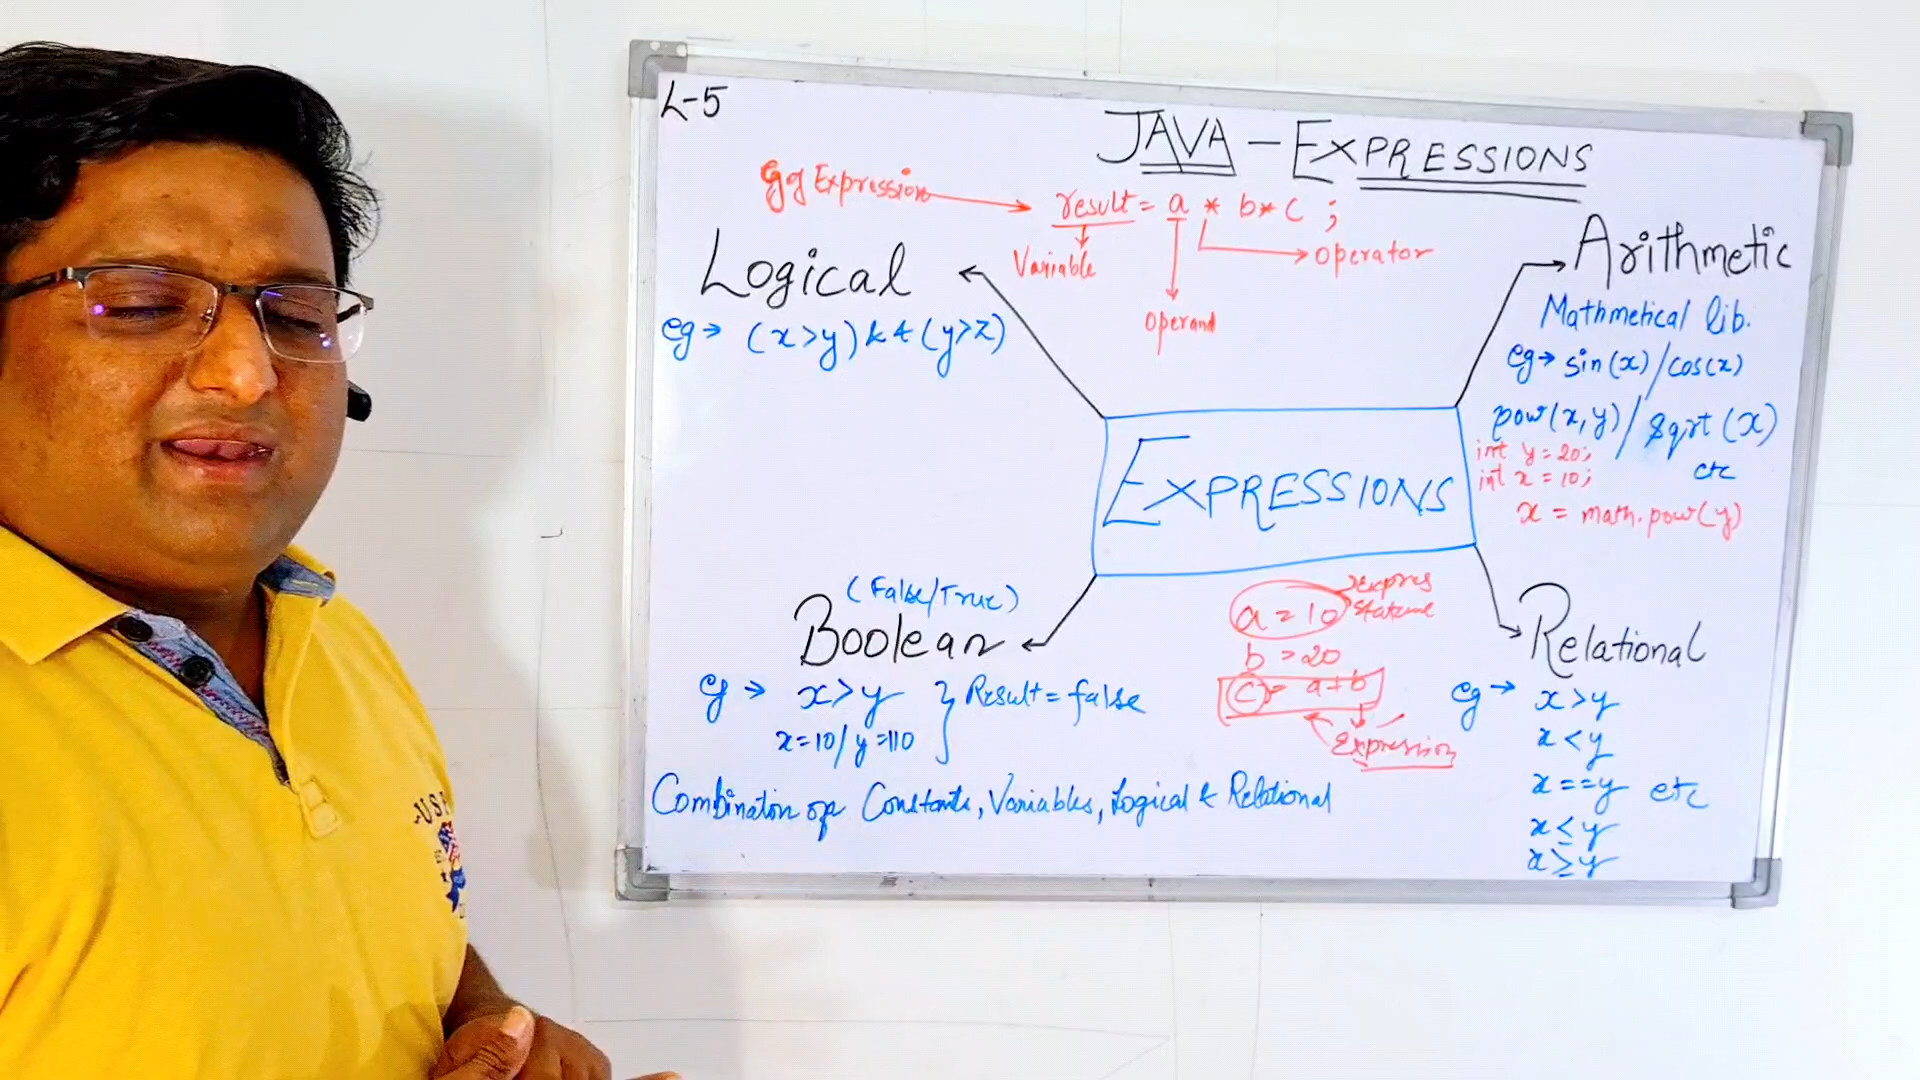 L-5
JAVA - EXPRESSIONS
eg of Expression
result = a * b * c ;
Variable
Operator
Operand
Logical
eg → (x>y) && (y>z)
Arithmetic
Mathmetical lib.
eg → sin(x)/cos(x)
pow(x,y)/sqrt(x)
etc
int y = 20;
int x = 10;
x = math.pow(y)
EXPRESSIONS
(False/True)
Boolean
eg → x>y } Result = false
x=10/y=110
a = 10
b = 20
c = a+b
Expression
Relational
eg → x>y
x<y
x==y etc
x≤y
x≥y
Combination of Constants, Variables, Logical & Relational
USA